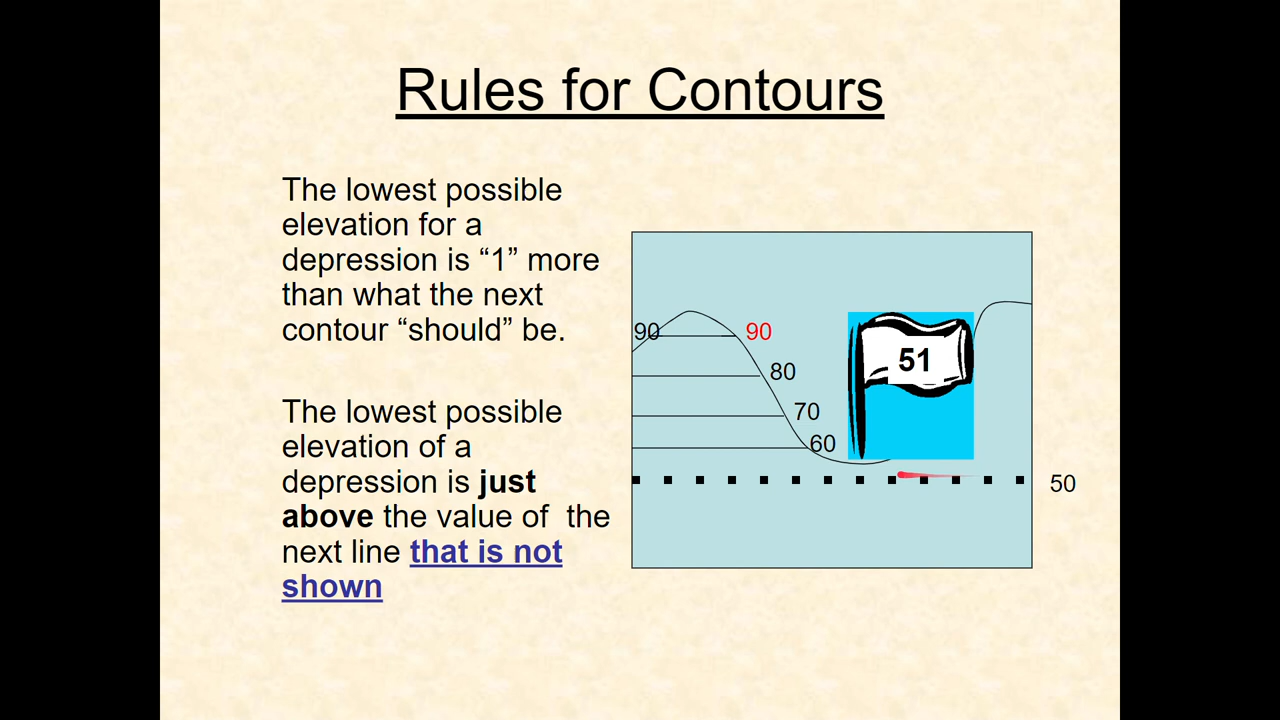 Rules for Contours
The lowest possible
elevation for a
depression is “1” more
than what the next
contour “should” be.
The lowest possible
elevation of a
depression is just
above the value of the
next line that is not
shown
90
90
80
70
60
51
50